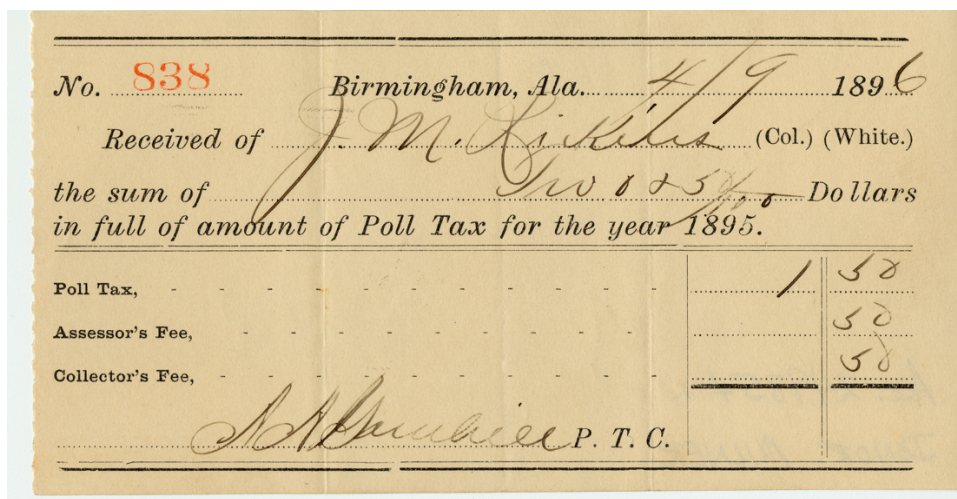 No. 838 Birmingham, Ala. 4/9 1896
Received of J. M. Ricketts (Col.) (White.)
the sum of Two & 50/100 Dollars
in full of amount of Poll Tax for the year 1895.
Poll Tax, - - - - - - - - - - - 1 50
Assessor's Fee, - - - - - - - - - - 50
Collector's Fee, - - - - - - - - - - 50
P. T. C.